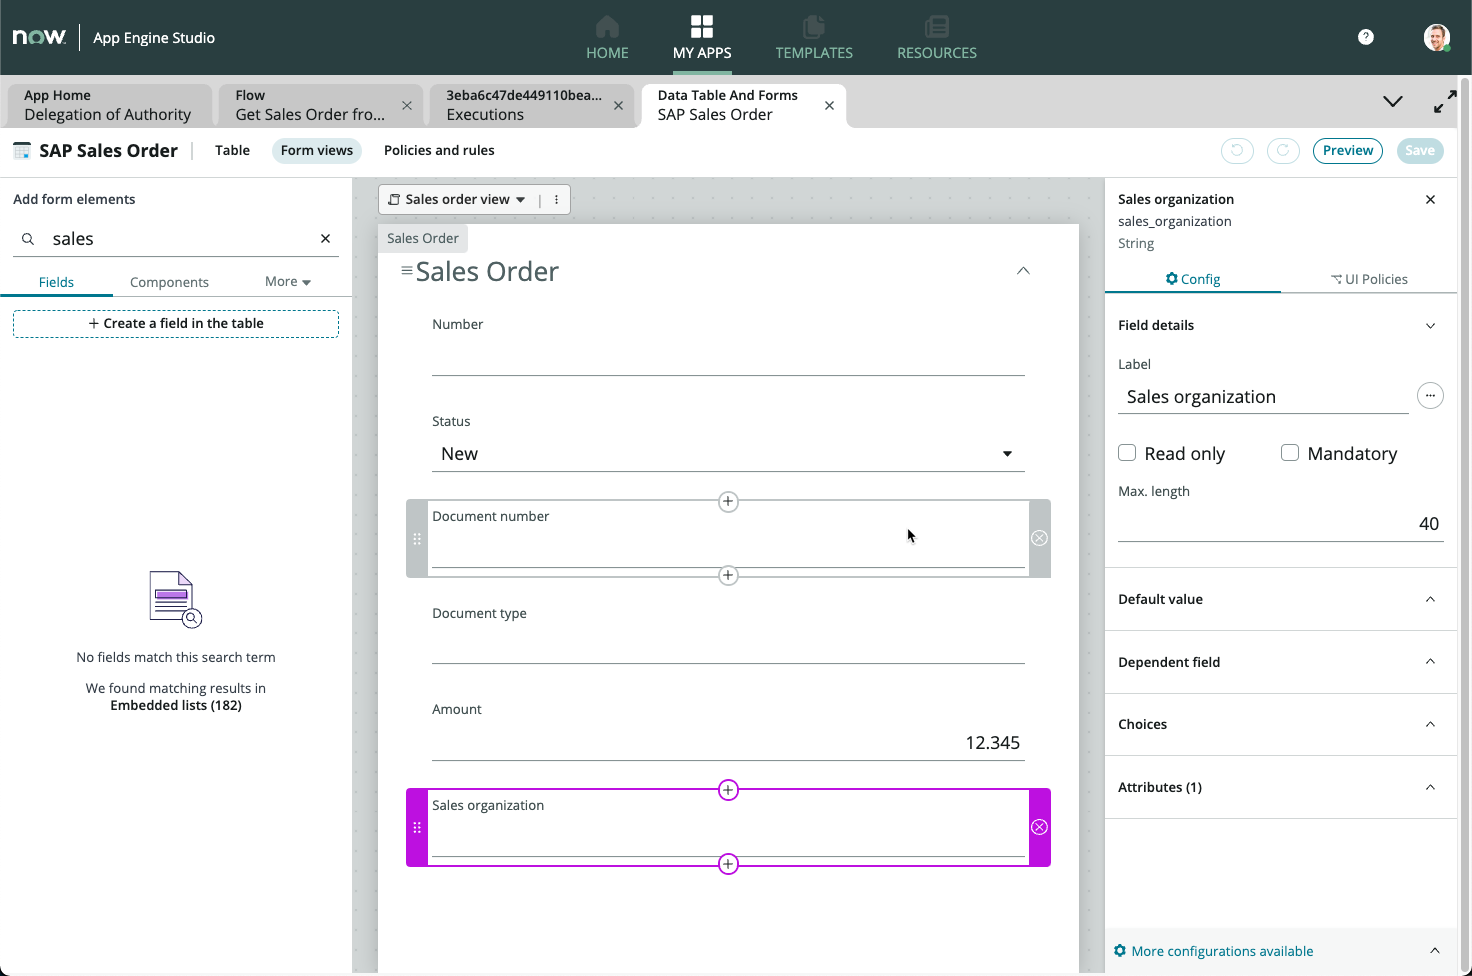 now.
App Engine Studio
HOME
MY APPS
TEMPLATES
RESOURCES
App Home
Delegation of Authority
Flow
Get Sales Order fro...
3eba6c47de449110bea...
Executions
Data Table And Forms
SAP Sales Order
SAP Sales Order
Table
Form views
Policies and rules
Preview
Save
Add form elements
sales
Fields
Components
More
+ Create a field in the table
No fields match this search term
We found matching results in
Embedded lists (182)
Sales order view
Sales Order
Sales Order
Number
Status
New
Document number
Document type
Amount
12.345
Sales organization
Sales organization
sales_organization
String
Config
UI Policies
Field details
Label
Sales organization
Read only
Mandatory
Max. length
40
Default value
Dependent field
Choices
Attributes (1)
More configurations available